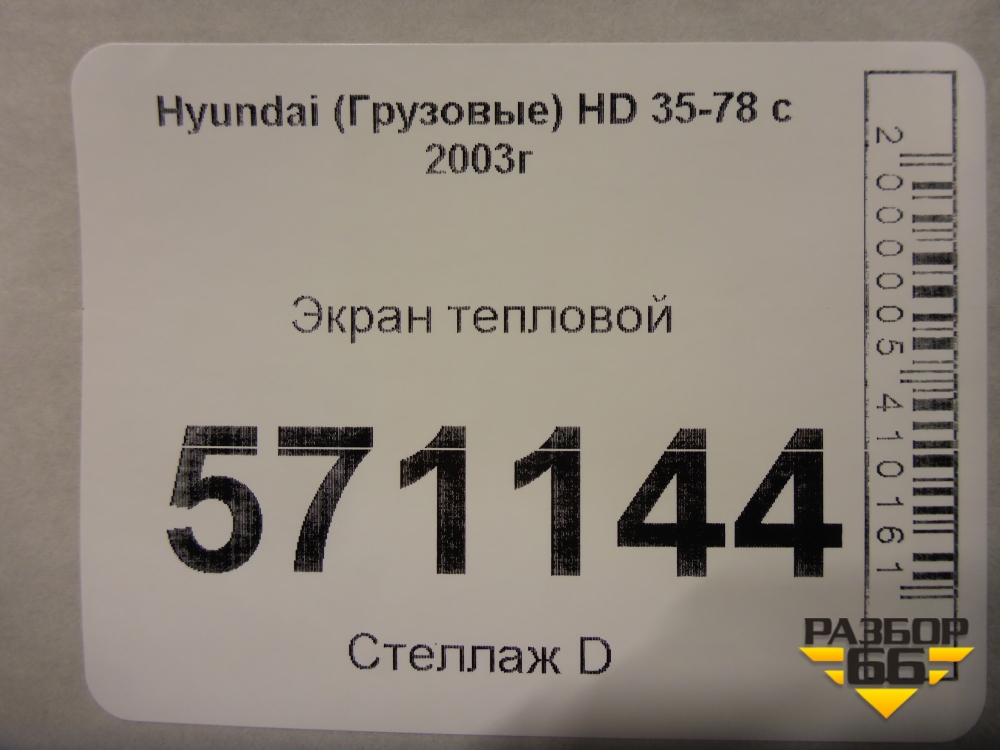 Hyundai (Грузовые) HD 35-78 с
2003г
Экран тепловой
571144
Стеллаж D
2000005410161
РАЗБОР
66